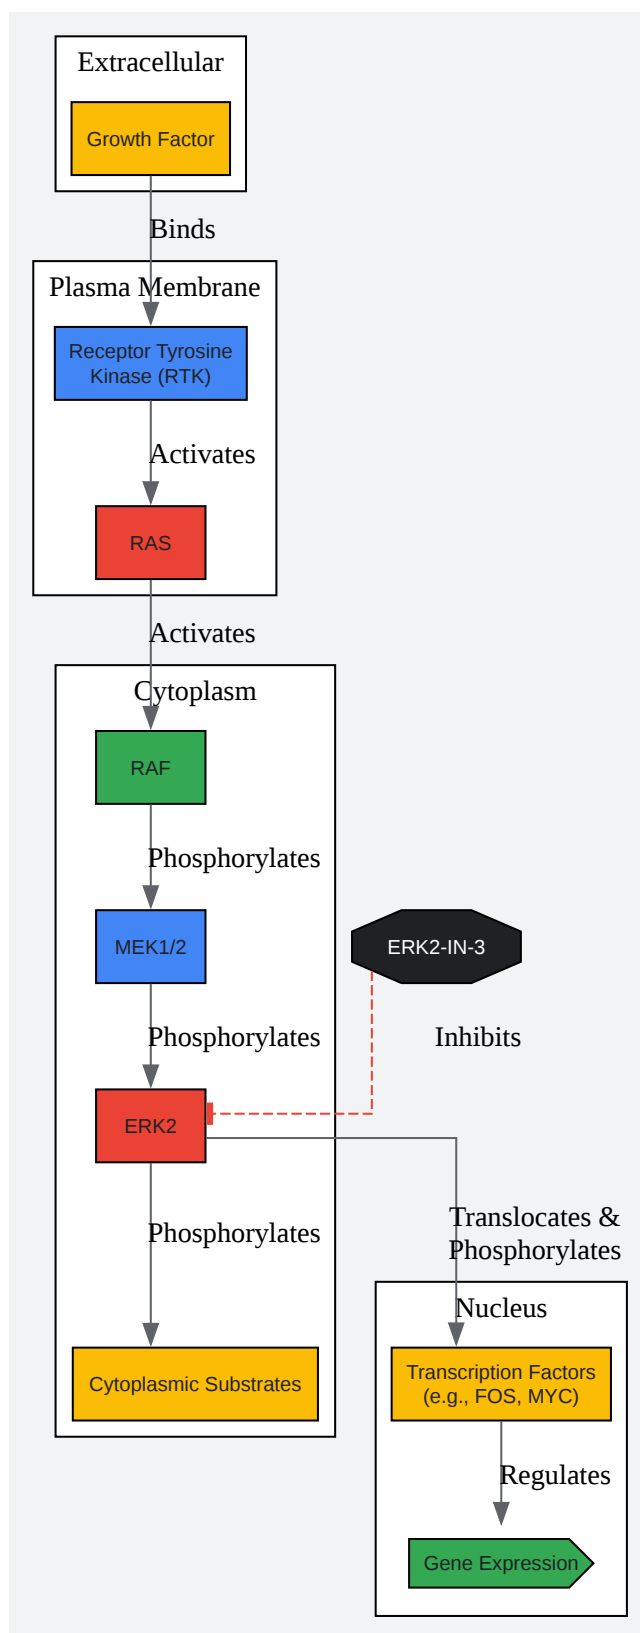 Extracellular
Growth Factor
Binds
Plasma Membrane
Receptor Tyrosine
Kinase (RTK)
Activates
RAS
Activates
Cytoplasm
RAF
Phosphorylates
MEK1/2
ERK2-IN-3
Phosphorylates
Inhibits
ERK2
Phosphorylates
Translocates &
Phosphorylates
Nucleus
Cytoplasmic Substrates
Transcription Factors
(e.g., FOS, MYC)
Regulates
Gene Expression